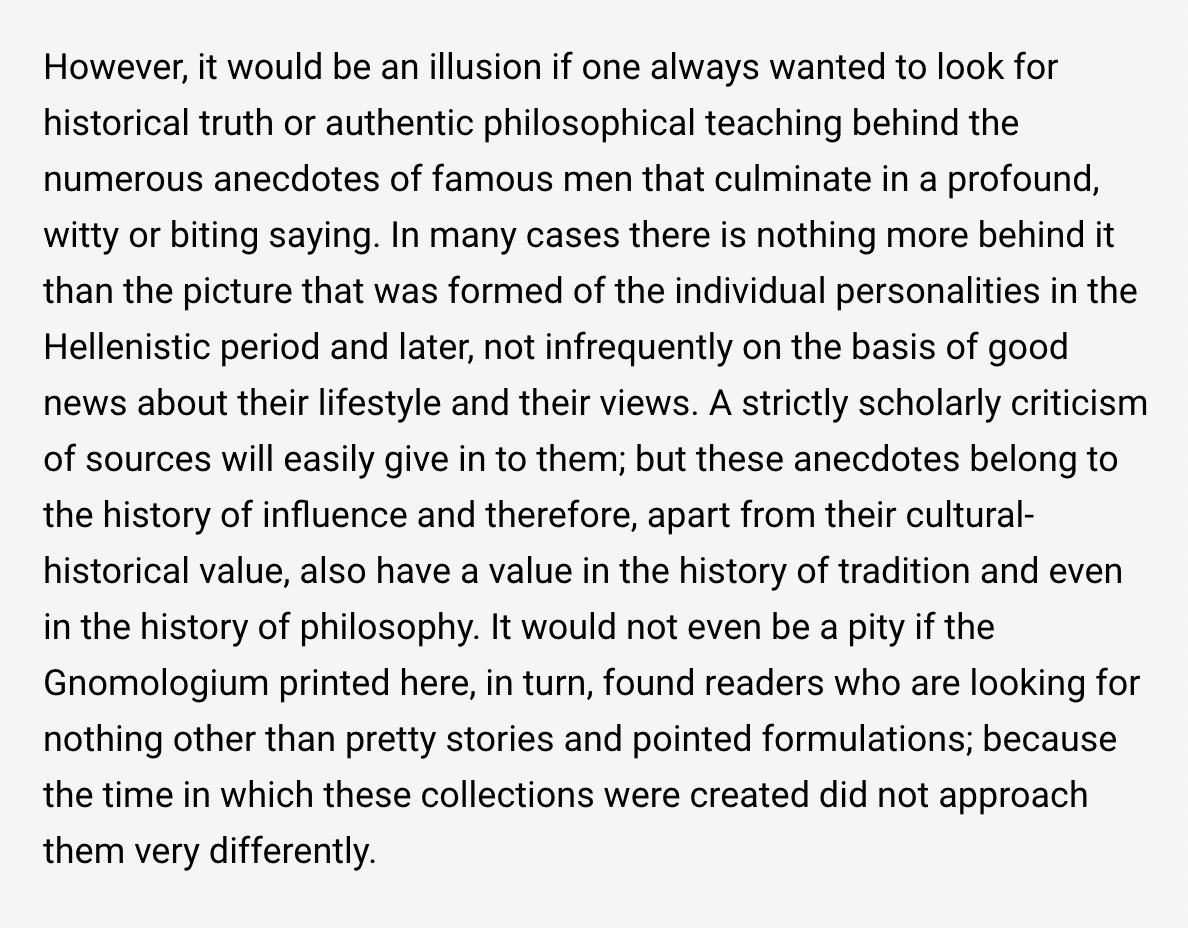 However, it would be an illusion if one always wanted to look for
historical truth or authentic philosophical teaching behind the
numerous anecdotes of famous men that culminate in a profound,
witty or biting saying. In many cases there is nothing more behind it
than the picture that was formed of the individual personalities in the
Hellenistic period and later, not infrequently on the basis of good
news about their lifestyle and their views. A strictly scholarly criticism
of sources will easily give in to them; but these anecdotes belong to
the history of influence and therefore, apart from their cultural-
historical value, also have a value in the history of tradition and even
in the history of philosophy. It would not even be a pity if the
Gnomologium printed here, in turn, found readers who are looking for
nothing other than pretty stories and pointed formulations; because
the time in which these collections were created did not approach
them very differently.